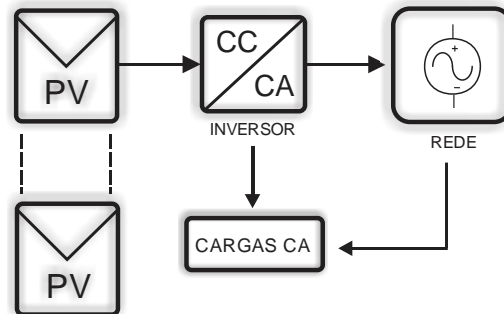 PV
CC
CA
INVERSOR
+
-
REDE
CARGAS CA
PV